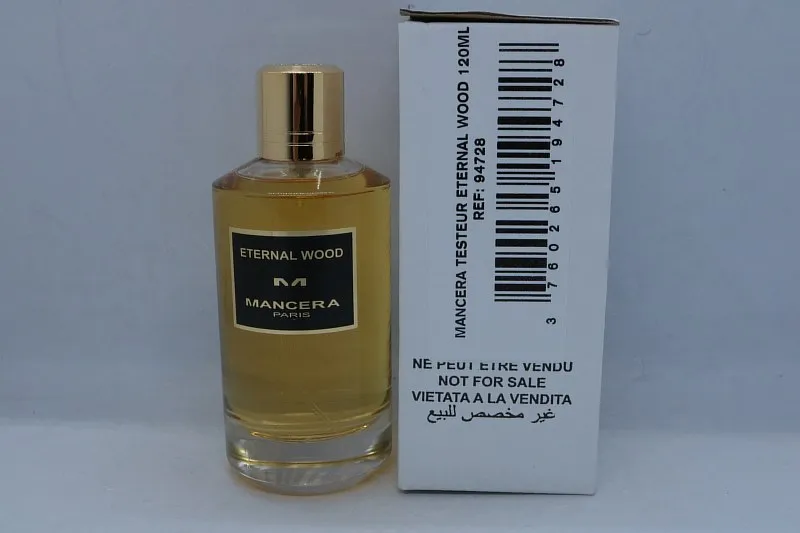 ETERNAL WOOD
M
MANCERA
PARIS
MANCERA TESTEUR ETERNAL WOOD 120ML
REF: 94728
3 760265 194728
NE PEUT ETRE VENDU
NOT FOR SALE
VIETATA A LA VENDITA
غير مخصص للبيع